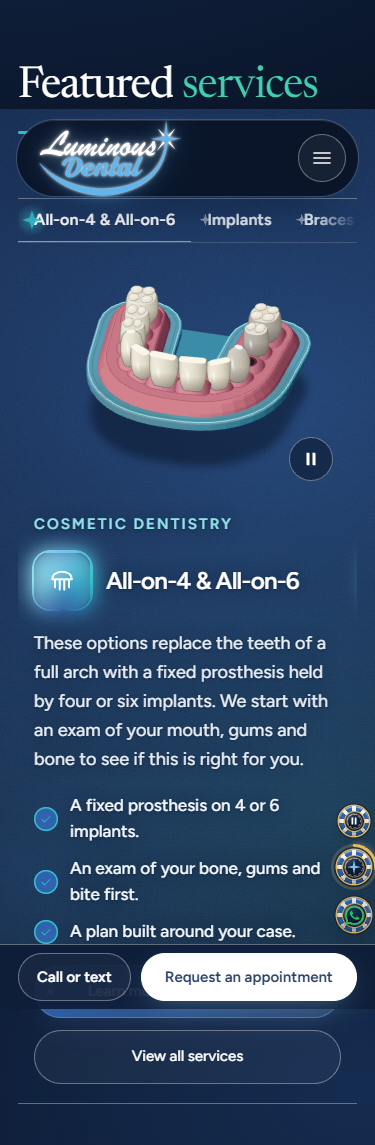 Featured services
Luminous
Dental
All-on-4 & All-on-6
Implants
Braces
COSMETIC DENTISTRY
All-on-4 & All-on-6
These options replace the teeth of a
full arch with a fixed prosthesis held
by four or six implants. We start with
an exam of your mouth, gums and
bone to see if this is right for you.
A fixed prosthesis on 4 or 6
implants.
An exam of your bone, gums and
bite first.
A plan built around your case.
Call or text
Request an appointment
View all services